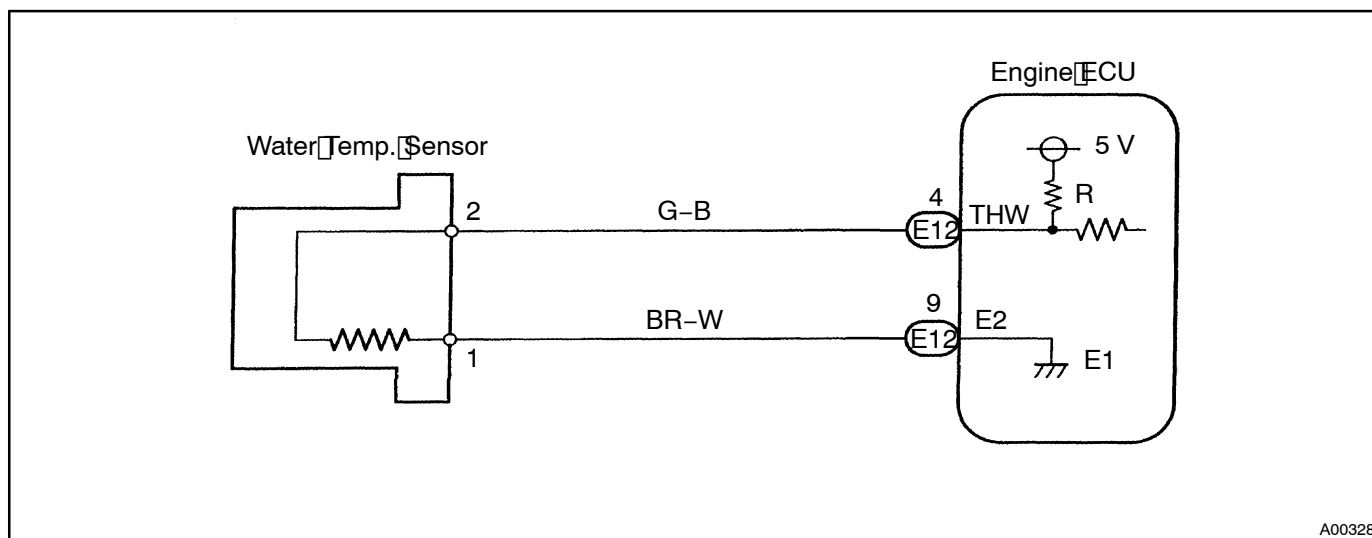 Engine ECU
Water Temp. Sensor
5 V
R
2
G–B
4
E12
THW
9
BR–W
E12
E2
1
E1
A00328